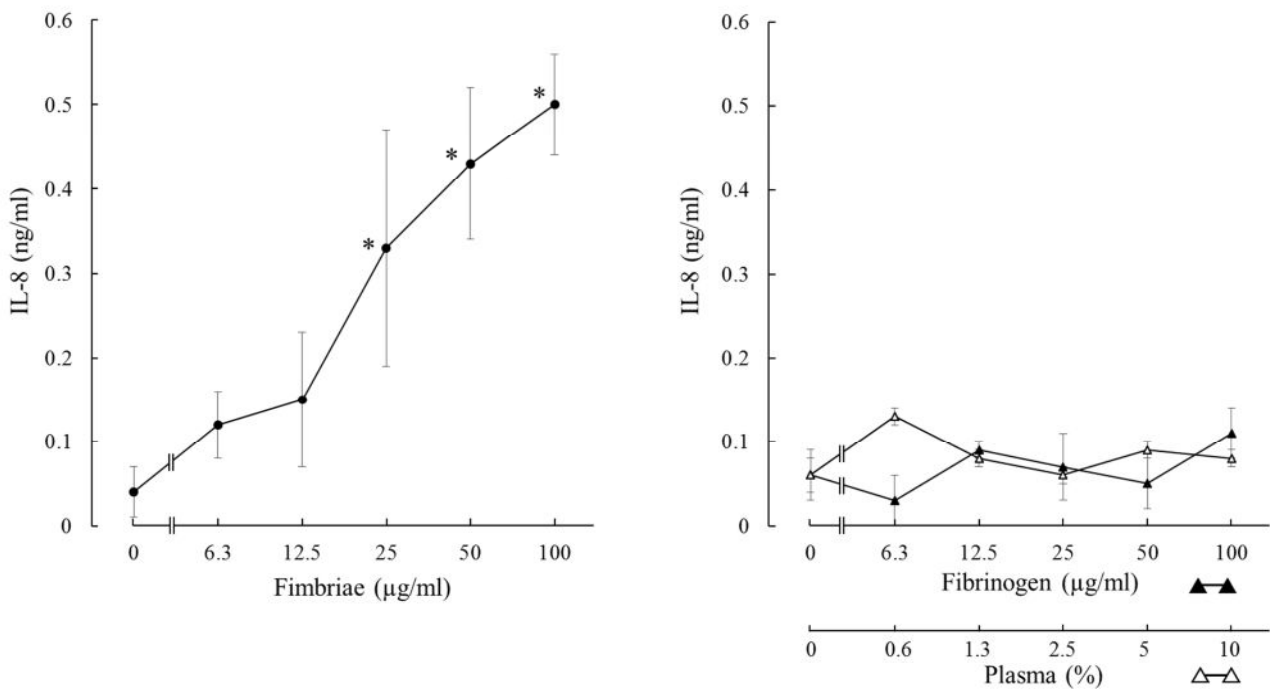 0.6
0.5
0.4
0.3
0.2
0.1
0
IL-8 (ng/ml)
*
*
*
0 6.3 12.5 25 50 100
Fimbriae (µg/ml)
0.6
0.5
0.4
0.3
0.2
0.1
0
IL-8 (ng/ml)
0 6.3 12.5 25 50 100
Fibrinogen (µg/ml)
0 0.6 1.3 2.5 5 10
Plasma (%)